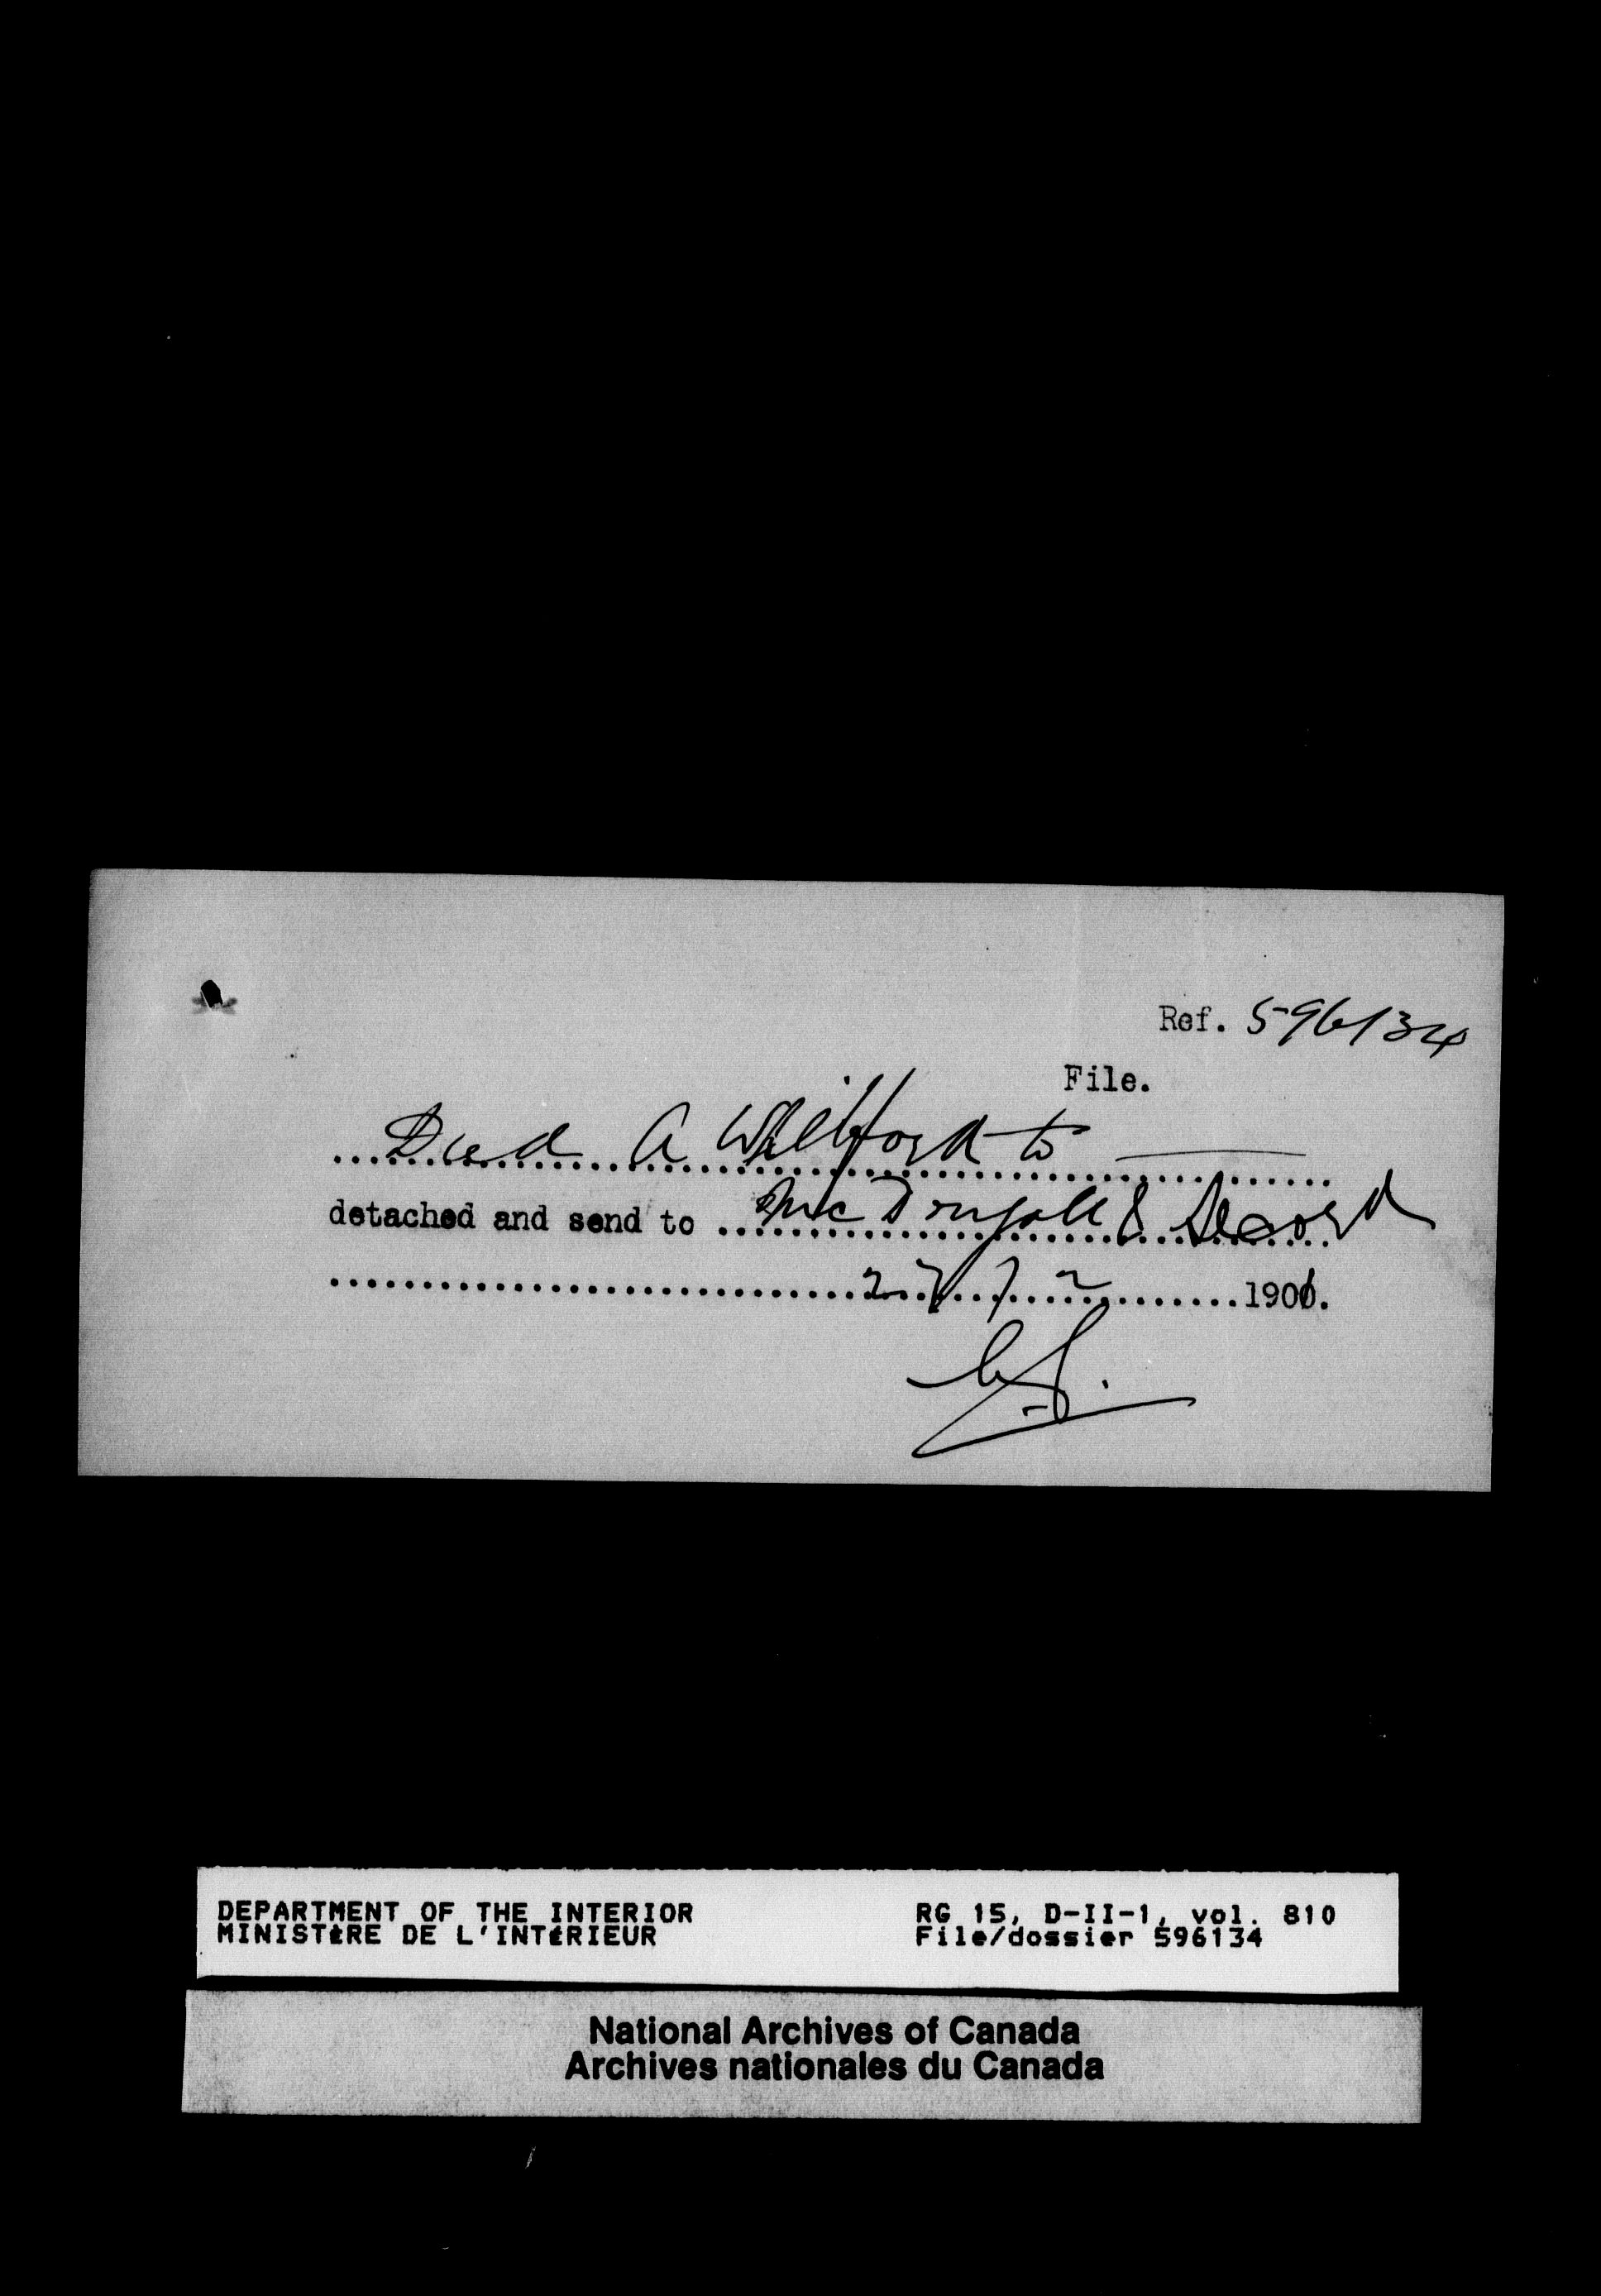 Ref. 596134
File.
Deed A Whitford to
detached and send to McDougall & Secord
27/7/2 190
DEPARTMENT OF THE INTERIOR
MINISTÈRE DE L'INTÉRIEUR
RG 15, D-II-1, vol. 810
File/dossier 596134
National Archives of Canada
Archives nationales du Canada